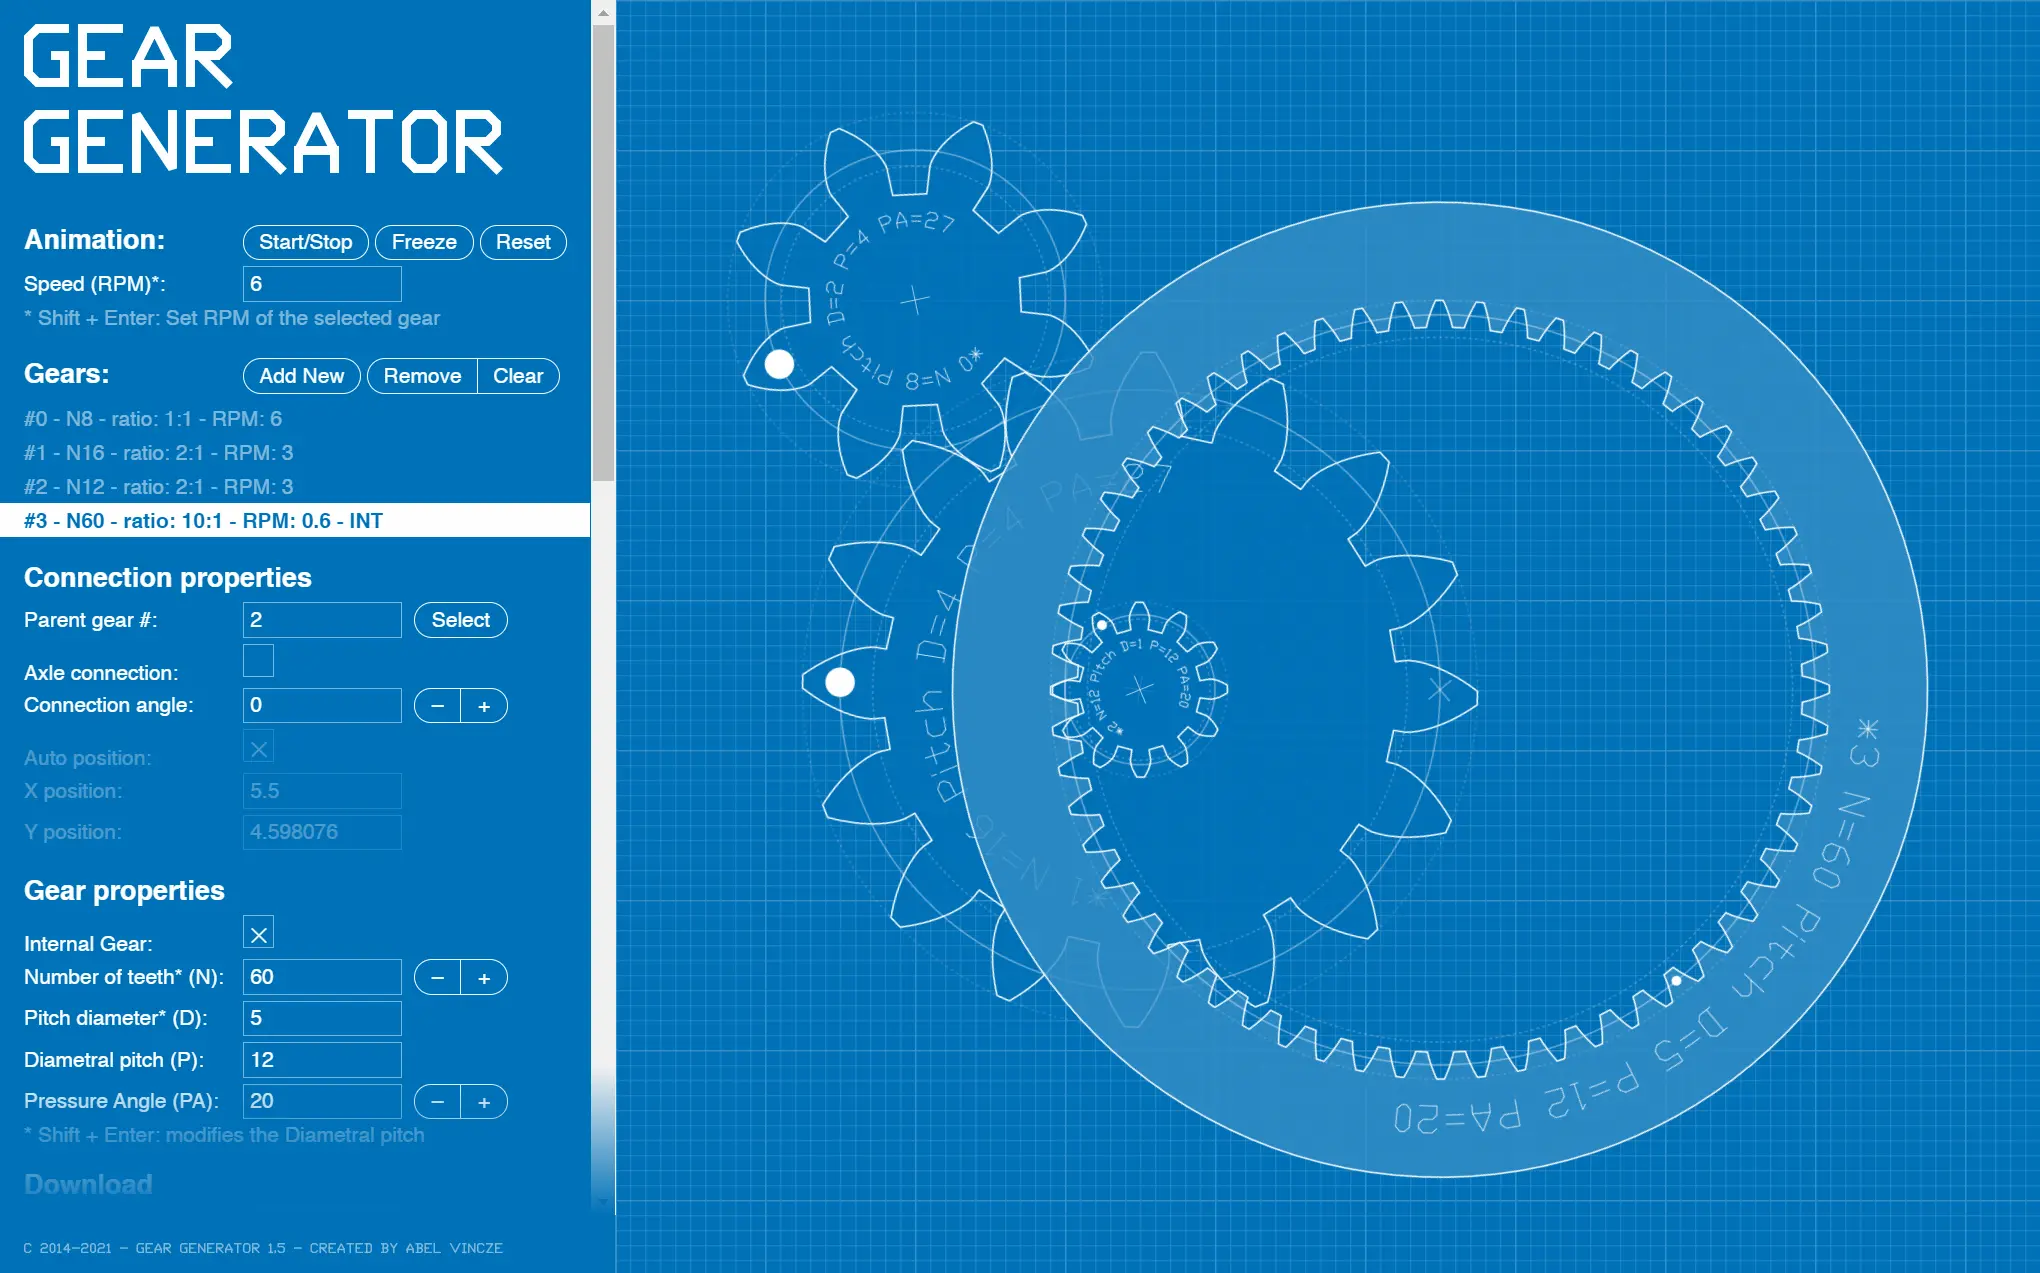 GEAR
GENERATOR
Animation:
Start/Stop
Freeze
Reset
Speed (RPM)*:
6
* Shift + Enter: Set RPM of the selected gear
Gears:
Add New
Remove
Clear
#0 - N8 - ratio: 1:1 - RPM: 6
#1 - N16 - ratio: 2:1 - RPM: 3
#2 - N12 - ratio: 2:1 - RPM: 3
#3 - N60 - ratio: 10:1 - RPM: 0.6 - INT
Connection properties
Parent gear #:
2
Select
Axle connection:
Connection angle:
0
− +
Auto position:
X position:
5.5
Y position:
4.598076
Gear properties
Internal Gear:
Number of teeth* (N):
60
− +
Pitch diameter* (D):
5
Diametral pitch (P):
12
Pressure Angle (PA):
20
− +
* Shift + Enter: modifies the Diametral pitch
Download
C 2014-2021 - GEAR GENERATOR 1.5 - CREATED BY ABEL VINCZE
*0 N=8 Pitch D=2 P=4 PA=27
*1 N=16 Pitch D=4 P=4 PA=27
*2 N=12 Pitch D=1 P=12 PA=20
*3 N=60 Pitch D=5 P=12 PA=20